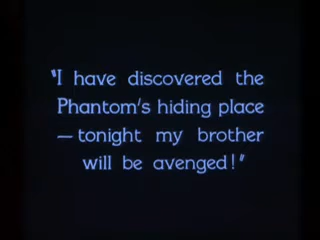 "I have discovered the
Phantom's hiding place
— tonight my brother
will be avenged!"